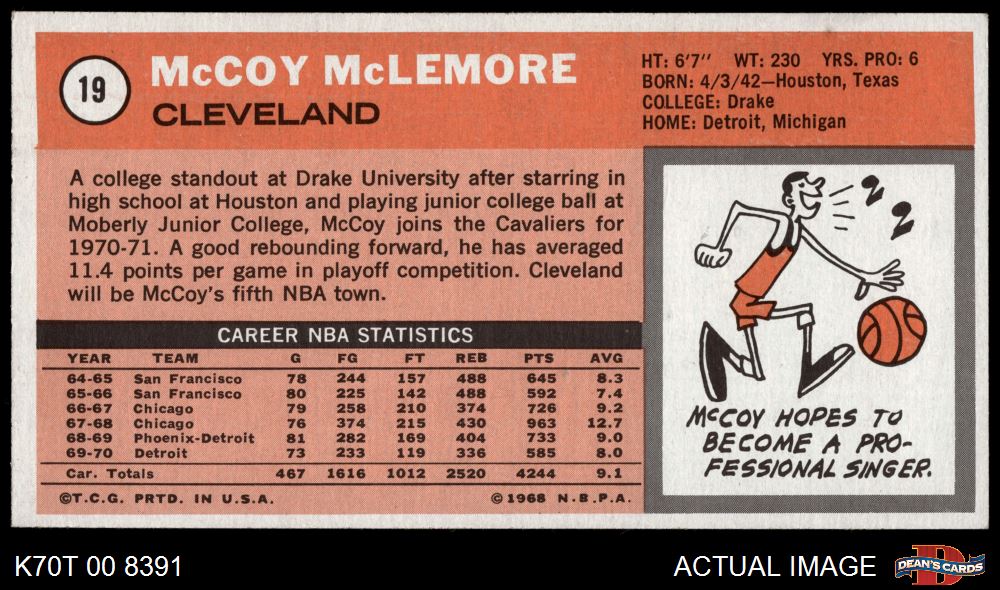 19
McCOY McLEMORE
CLEVELAND
HT: 6'7'' WT: 230 YRS. PRO: 6
BORN: 4/3/42—Houston, Texas
COLLEGE: Drake
HOME: Detroit, Michigan
A college standout at Drake University after starring in
high school at Houston and playing junior college ball at
Moberly Junior College, McCoy joins the Cavaliers for
1970-71. A good rebounding forward, he has averaged
11.4 points per game in playoff competition. Cleveland
will be McCoy's fifth NBA town.
CAREER NBA STATISTICS
YEAR TEAM G FG FT REB PTS AVG
64-65 San Francisco 78 244 157 488 645 8.3
65-66 San Francisco 80 225 142 488 592 7.4
66-67 Chicago 79 258 210 374 726 9.2
67-68 Chicago 76 374 215 430 963 12.7
68-69 Phoenix-Detroit 81 282 169 404 733 9.0
69-70 Detroit 73 233 119 336 585 8.0
Car. Totals 467 1616 1012 2520 4244 9.1
©T.C.G. PRTD. IN U.S.A. ©1968 N.B.P.A.
McCOY HOPES TO
BECOME A PRO-
FESSIONAL SINGER.
K70T 00 8391
ACTUAL IMAGE
D
DEAN'S CARDS